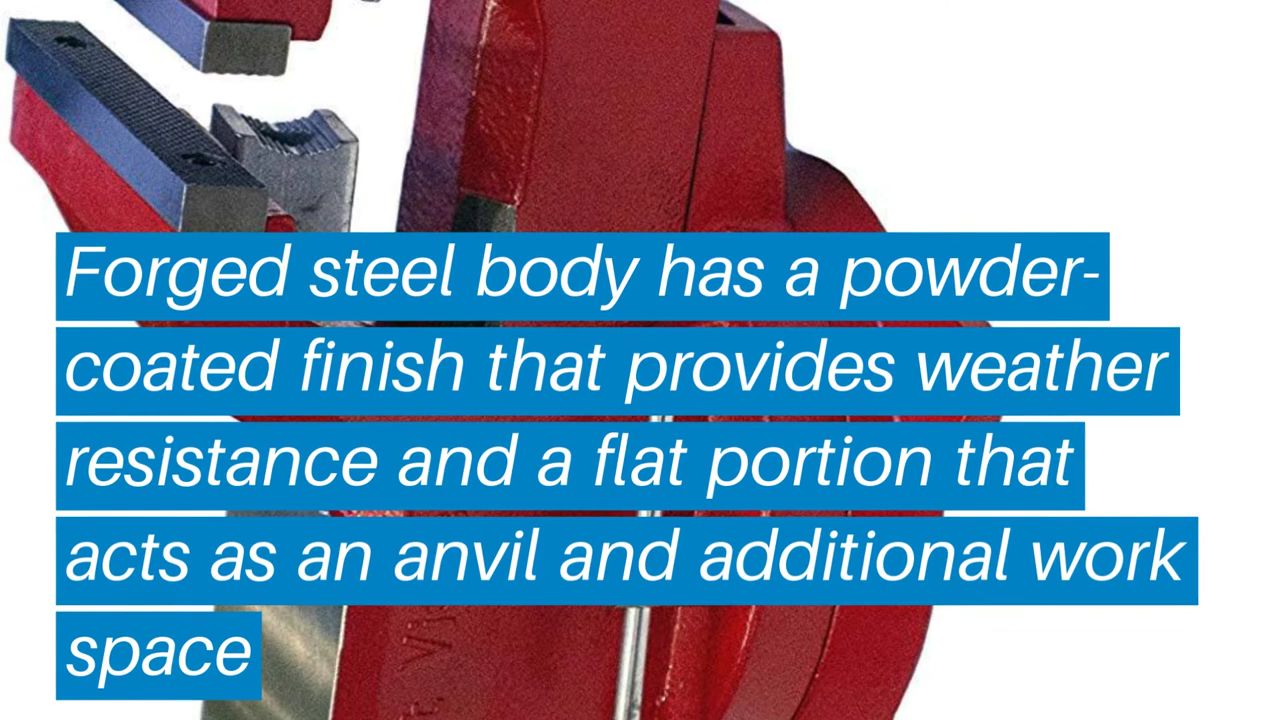 Forged steel body has a powder-
coated finish that provides weather
resistance and a flat portion that
acts as an anvil and additional work
space